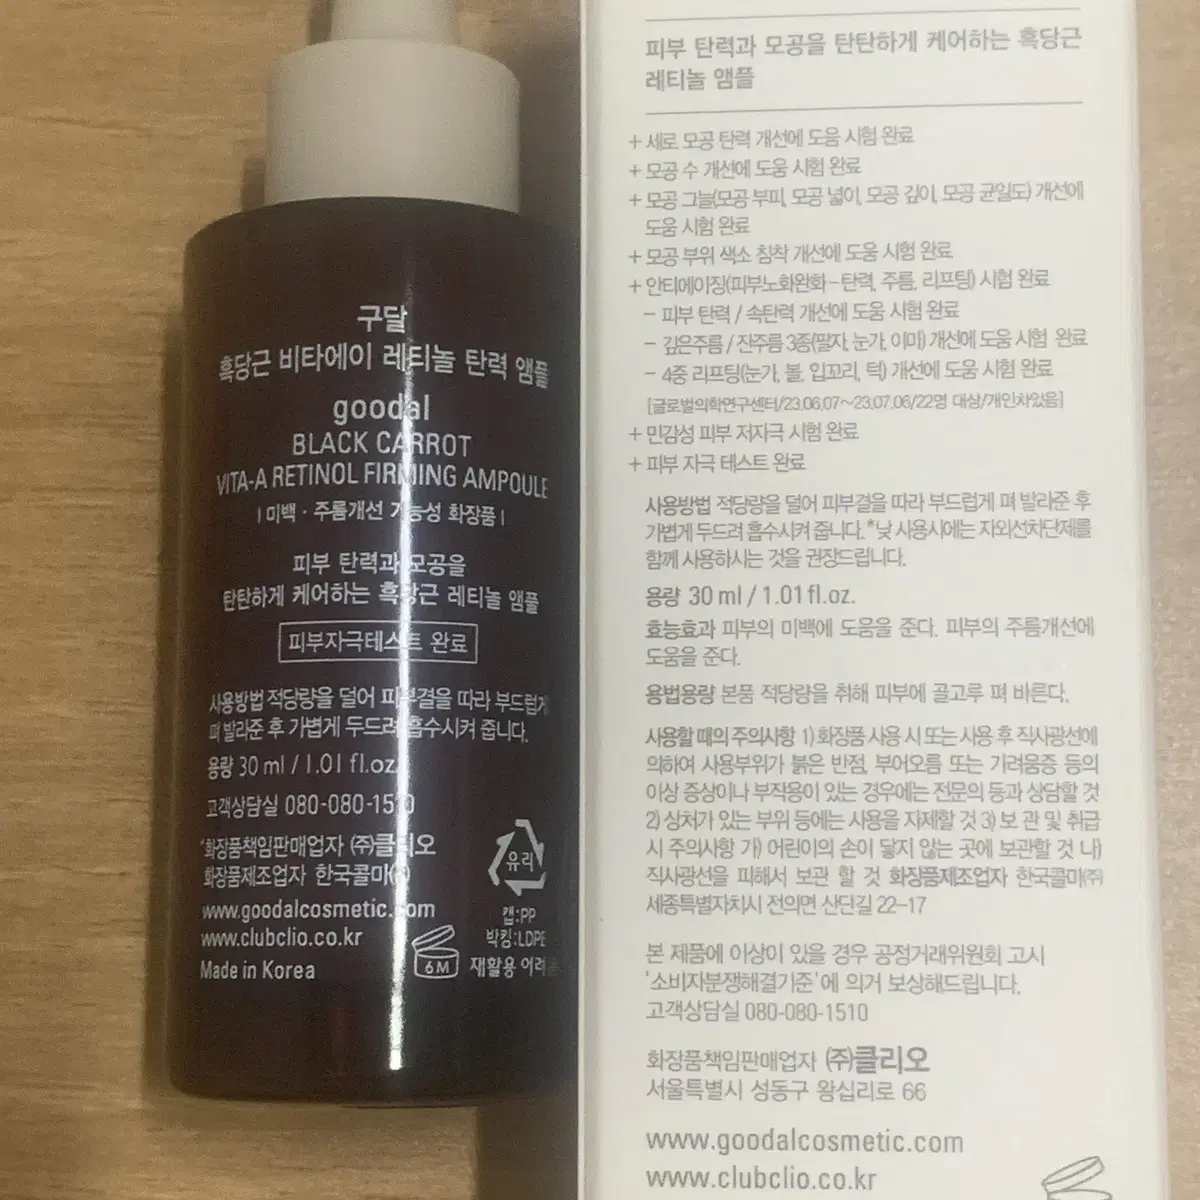 구달
흑당근 비타에이 레티놀 탄력 앰플
goodal
BLACK CARROT
VITA-A RETINOL FIRMING AMPOULE
| 미백 · 주름개선 기능성 화장품 |
피부 탄력과 모공을
탄탄하게 케어하는 흑당근 레티놀 앰플
피부자극테스트 완료
사용방법 적당량을 덜어 피부결을 따라 부드럽게
펴 발라준 후 가볍게 두드려 흡수시켜 줍니다.
용량 30 ml / 1.01 fl.oz.
고객상담실 080-080-1510
*화장품책임판매업자 (주)클리오
화장품제조업자 한국콜마(주)
www.goodalcosmetic.com
www.clubclio.co.kr
Made in Korea
6M
유리
캡:PP
박킹:LDPE
재활용 어려움
피부 탄력과 모공을 탄탄하게 케어하는 흑당근
레티놀 앰플
+ 세로 모공 탄력 개선에 도움 시험 완료
+ 모공 수 개선에 도움 시험 완료
+ 모공 그늘(모공 부피, 모공 넓이, 모공 깊이, 모공 균일도) 개선에
도움 시험 완료
+ 모공 부위 색소 침착 개선에 도움 시험 완료
+ 안티에이징(피부노화완화 – 탄력, 주름, 리프팅) 시험 완료
– 피부 탄력 / 속탄력 개선에 도움 시험 완료
– 깊은주름 / 잔주름 3종(팔자, 눈가, 이마) 개선에 도움 시험 완료
– 4중 리프팅(눈가, 볼, 입꼬리, 턱) 개선에 도움 시험 완료
[글로벌의학연구센터/23.06.07~23.07.06/22명 대상/개인차있음]
+ 민감성 피부 저자극 시험 완료
+ 피부 자극 테스트 완료
사용방법 적당량을 덜어 피부결을 따라 부드럽게 펴 발라준 후
가볍게 두드려 흡수시켜 줍니다. *낮 사용시에는 자외선차단제를
함께 사용하시는 것을 권장드립니다.
용량 30 ml / 1.01 fl.oz.
효능효과 피부의 미백에 도움을 준다. 피부의 주름개선에
도움을 준다.
용법용량 본품 적당량을 취해 피부에 골고루 펴 바른다.
사용할 때의 주의사항 1) 화장품 사용 시 또는 사용 후 직사광선에
의하여 사용부위가 붉은 반점, 부어오름 또는 가려움증 등의
이상 증상이나 부작용이 있는 경우에는 전문의 등과 상담할 것
2) 상처가 있는 부위 등에는 사용을 자제할 것 3) 보관 및 취급
시 주의사항 가) 어린이의 손이 닿지 않는 곳에 보관할 것 나)
직사광선을 피해서 보관 할 것 화장품제조업자 한국콜마㈜
세종특별자치시 전의면 산단길 22-17
본 제품에 이상이 있을 경우 공정거래위원회 고시
'소비자분쟁해결기준'에 의거 보상해드립니다.
고객상담실 080-080-1510
화장품책임판매업자 (주)클리오
서울특별시 성동구 왕십리로 66
www.goodalcosmetic.com
www.clubclio.co.kr